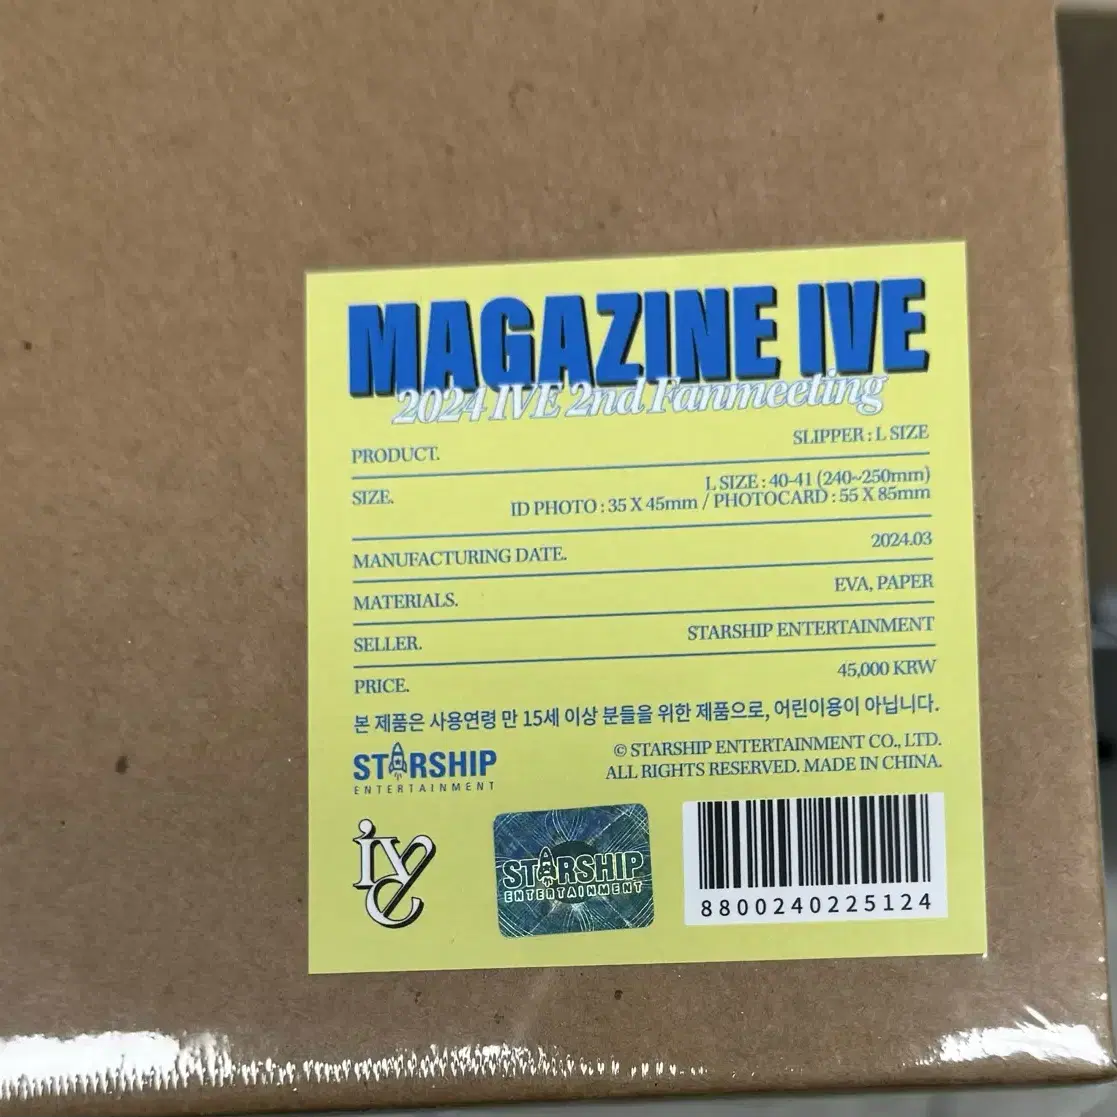 MAGAZINE IVE
2024 IVE 2nd Fanmeeting
PRODUCT. SLIPPER : L SIZE
SIZE. L SIZE : 40-41 (240~250mm)
ID PHOTO : 35 X 45mm / PHOTOCARD : 55 X 85mm
MANUFACTURING DATE. 2024.03
MATERIALS. EVA, PAPER
SELLER. STARSHIP ENTERTAINMENT
PRICE. 45,000 KRW
본 제품은 사용연령 만 15세 이상 분들을 위한 제품으로, 어린이용이 아닙니다.
STARSHIP
ENTERTAINMENT
© STARSHIP ENTERTAINMENT CO., LTD.
ALL RIGHTS RESERVED. MADE IN CHINA.
IVE
STARSHIP
ENTERTAINMENT
8800240225124